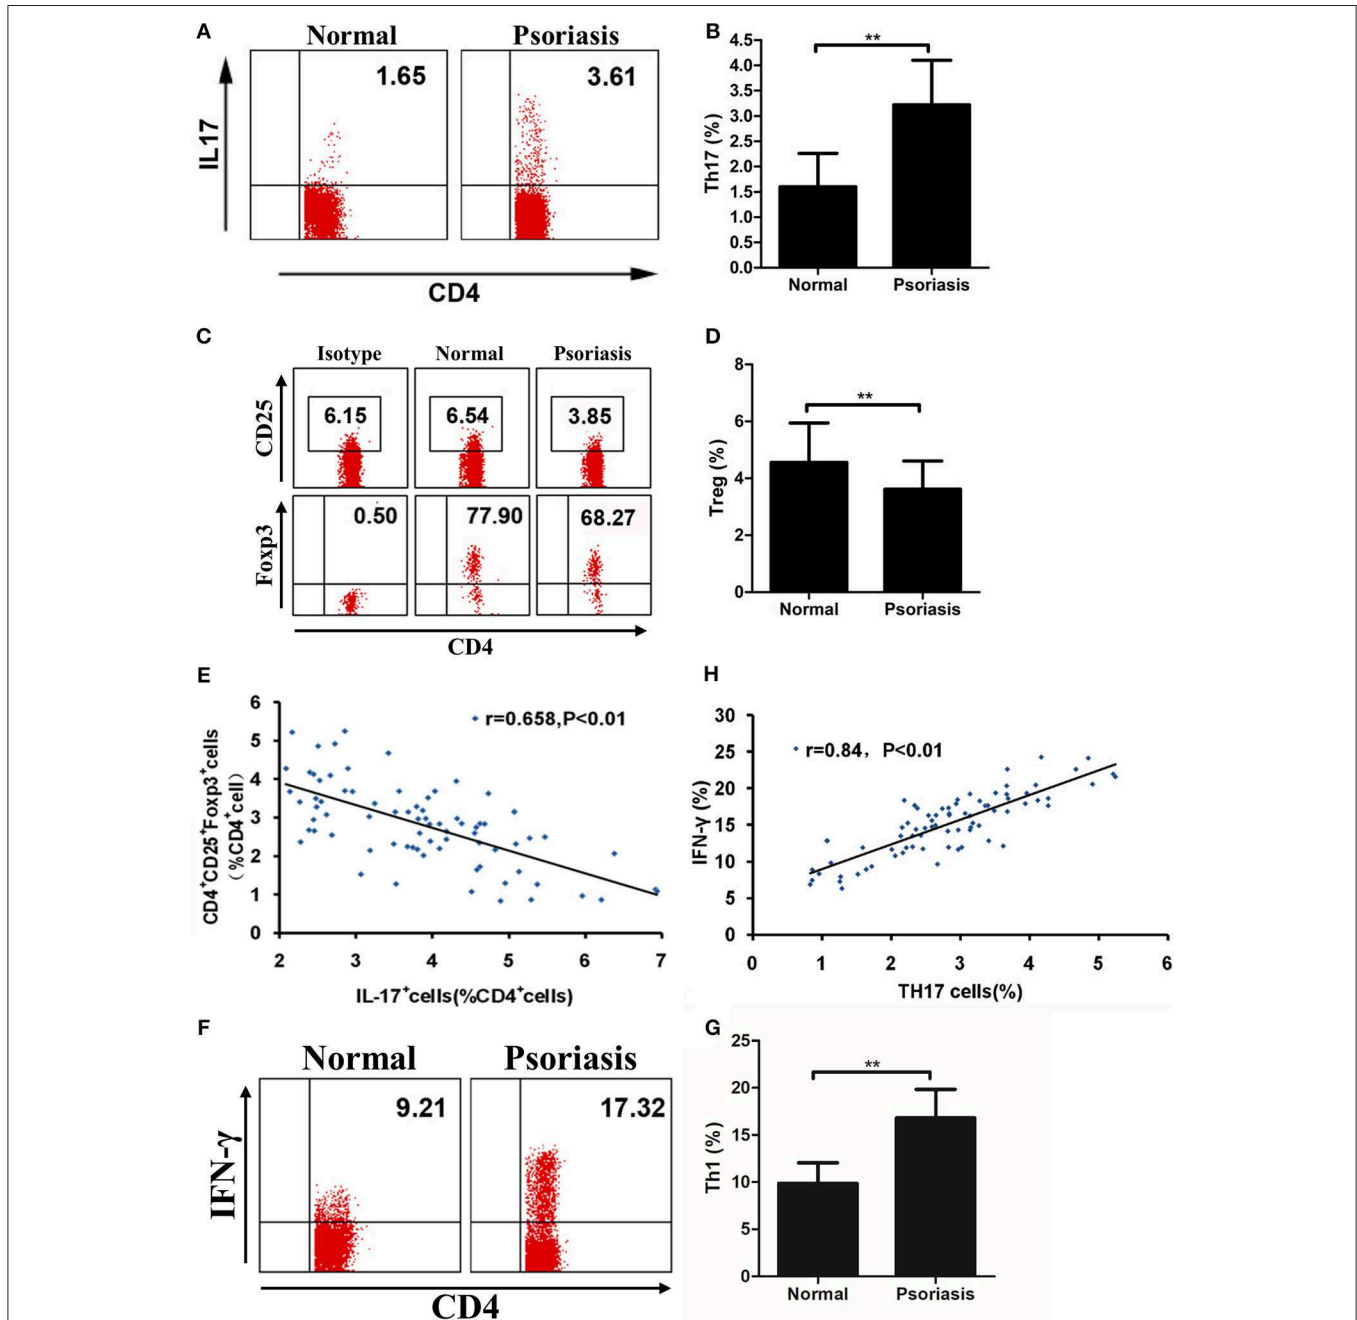 A
Normal
Psoriasis
1.65
3.61
IL17
CD4
B
**
4.5
4.0
3.5
3.0
2.5
2.0
1.5
1.0
0.5
0.0
Th17 (%)
Normal
Psoriasis
C
Isotype
Normal
Psoriasis
CD25
6.15
6.54
3.85
Foxp3
0.50
77.90
68.27
CD4
D
**
8
6
4
2
0
Treg (%)
Normal
Psoriasis
E
r=0.658,P<0.01
6
5
4
3
2
1
0
CD4⁺CD25⁺Foxp3⁺cells
(%CD4⁺cell)
2 3 4 5 6 7
IL-17⁺cells(%CD4⁺cells)
H
r=0.84, P<0.01
30
25
20
15
10
5
0
IFN-γ (%)
0 1 2 3 4 5 6
TH17 cells(%)
F
Normal
Psoriasis
9.21
17.32
IFN-γ
CD4
G
**
25
20
15
10
5
0
Th1 (%)
Normal
Psoriasis